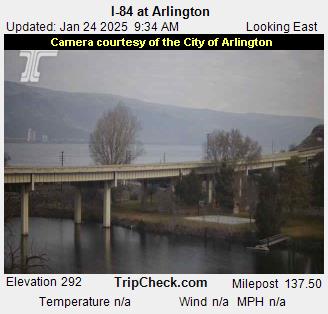 I-84 at Arlington
Updated: Jan 24 2025 9:34 AM Looking East
Camera courtesy of the City of Arlington
Elevation 292 TripCheck.com Milepost 137.50
Temperature n/a Wind n/a MPH n/a